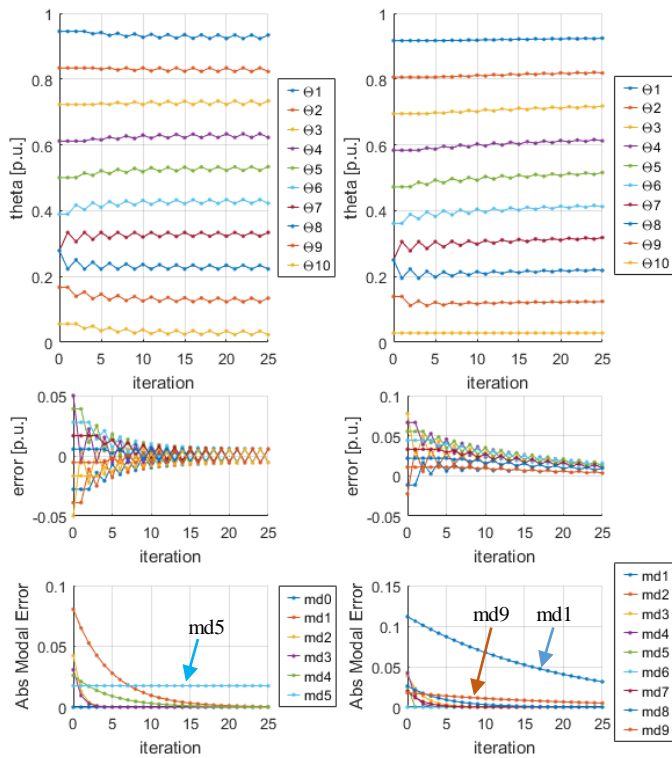 1
0.8
0.6
0.4
0.2
0
theta [p.u.]
0 5 10 15 20 25
iteration
Θ1
Θ2
Θ3
Θ4
Θ5
Θ6
Θ7
Θ8
Θ9
Θ10
1
0.8
0.6
0.4
0.2
0
theta [p.u.]
0 5 10 15 20 25
iteration
Θ1
Θ2
Θ3
Θ4
Θ5
Θ6
Θ7
Θ8
Θ9
Θ10
0.05
0
-0.05
error [p.u.]
0 5 10 15 20 25
iteration
0.1
0.05
0
-0.05
error [p.u.]
0 5 10 15 20 25
iteration
0.1
0.05
0
Abs Modal Error
md5
0 5 10 15 20 25
iteration
md0
md1
md2
md3
md4
md5
0.15
0.1
0.05
0
Abs Modal Error
md9
md1
0 5 10 15 20 25
iteration
md1
md2
md3
md4
md5
md6
md7
md8
md9